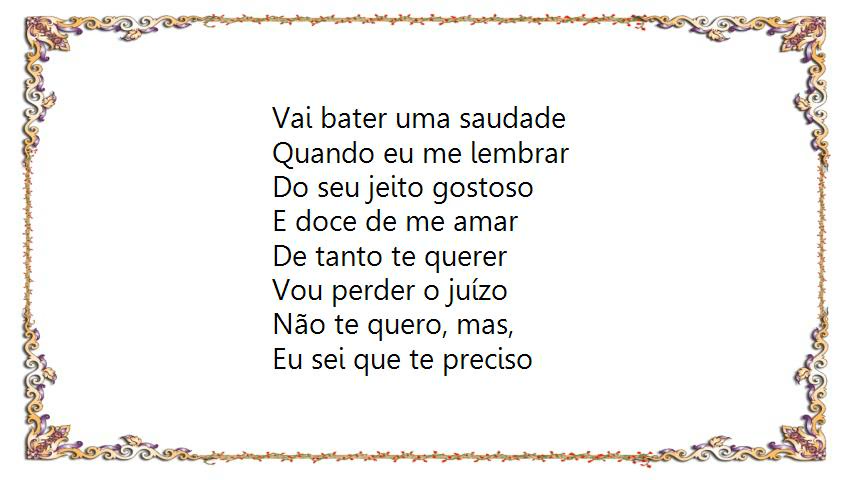 Vai bater uma saudade
Quando eu me lembrar
Do seu jeito gostoso
E doce de me amar
De tanto te querer
Vou perder o juízo
Não te quero, mas,
Eu sei que te preciso